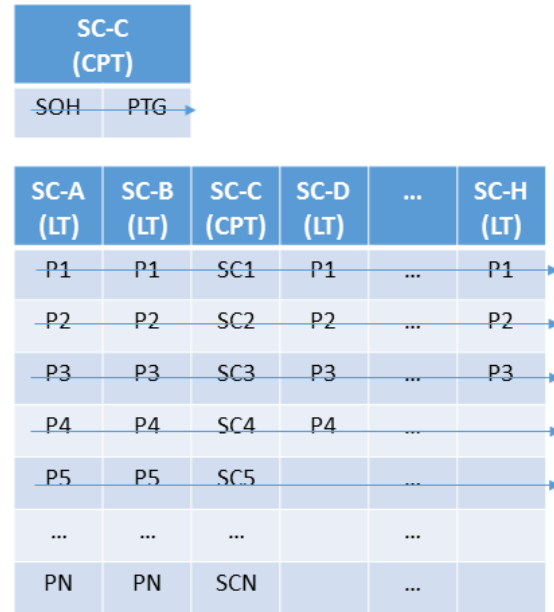 SC-C
(CPT)
SOH PTG
SC-A SC-B SC-C SC-D ... SC-H
(LT) (LT) (CPT) (LT) (LT)
P1 P1 SC1 P1 ... P1
P2 P2 SC2 P2 ... P2
P3 P3 SC3 P3 ... P3
P4 P4 SC4 P4 ...
P5 P5 SC5 ...
... ... ... ...
PN PN SCN ...